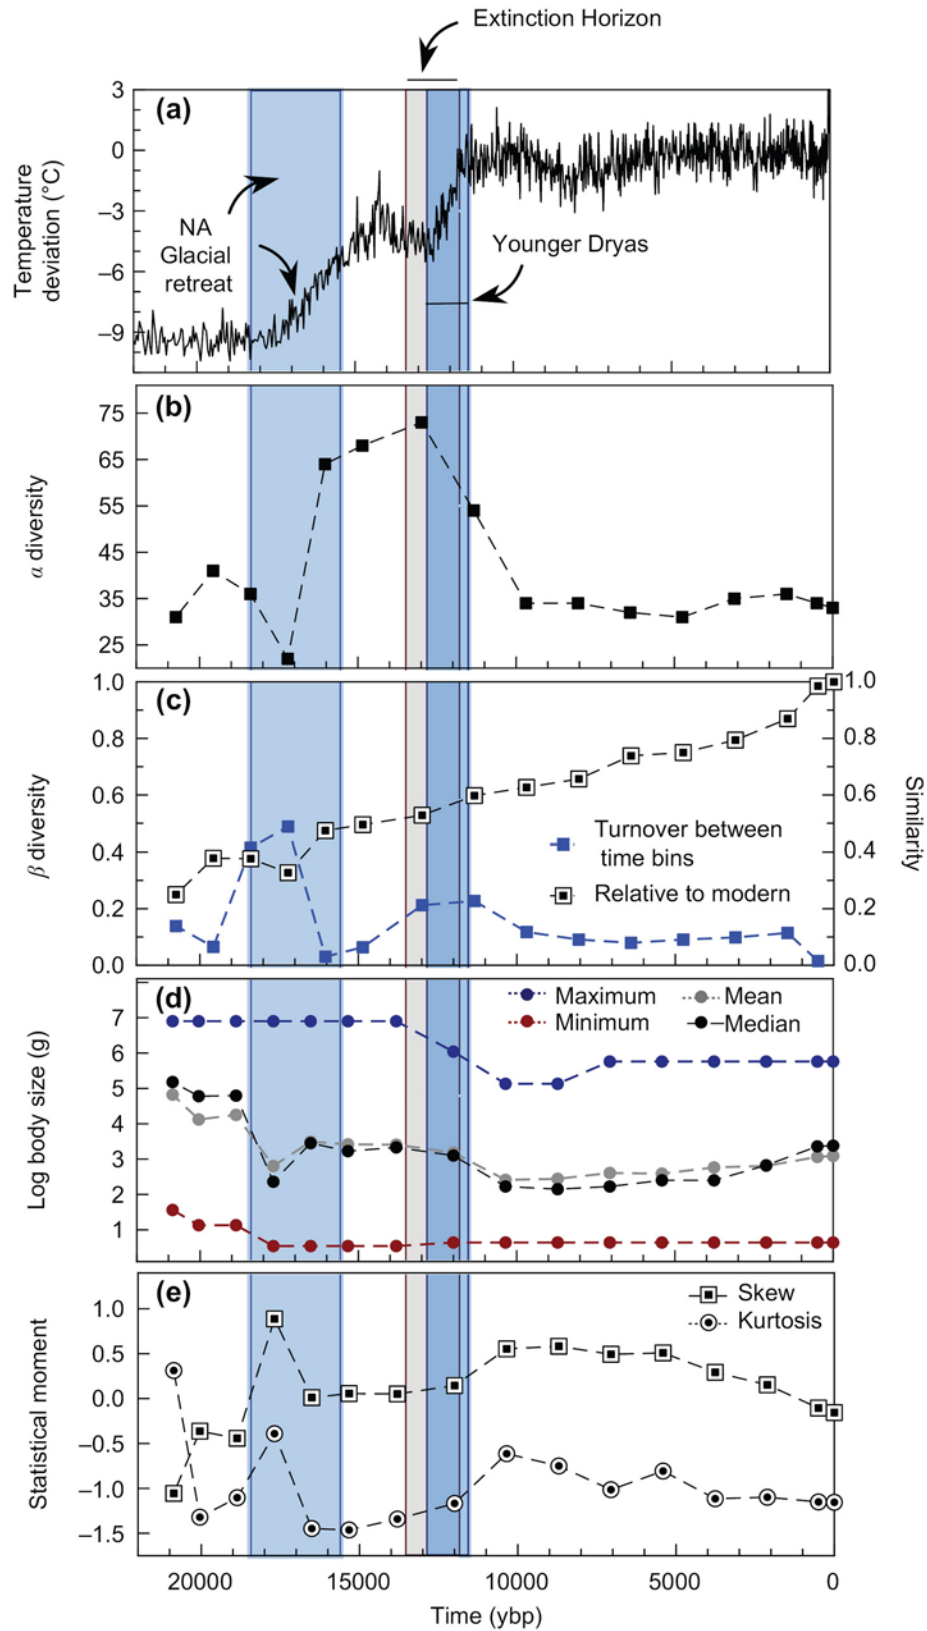 Extinction Horizon
(a)
3
0
−3
−6
−9
Temperature
deviation (°C)
NA
Glacial
retreat
Younger Dryas
(b)
75
65
55
45
35
25
α diversity
(c)
1.0
0.8
0.6
0.4
0.2
0.0
β diversity
1.0
0.8
0.6
0.4
0.2
0.0
Similarity
Turnover between
time bins
Relative to modern
(d)
7
6
5
4
3
2
1
Log body size (g)
Maximum
Mean
Minimum
Median
(e)
1.0
0.5
0.0
−0.5
−1.0
−1.5
Statistical moment
Skew
Kurtosis
20000 15000 10000 5000 0
Time (ybp)